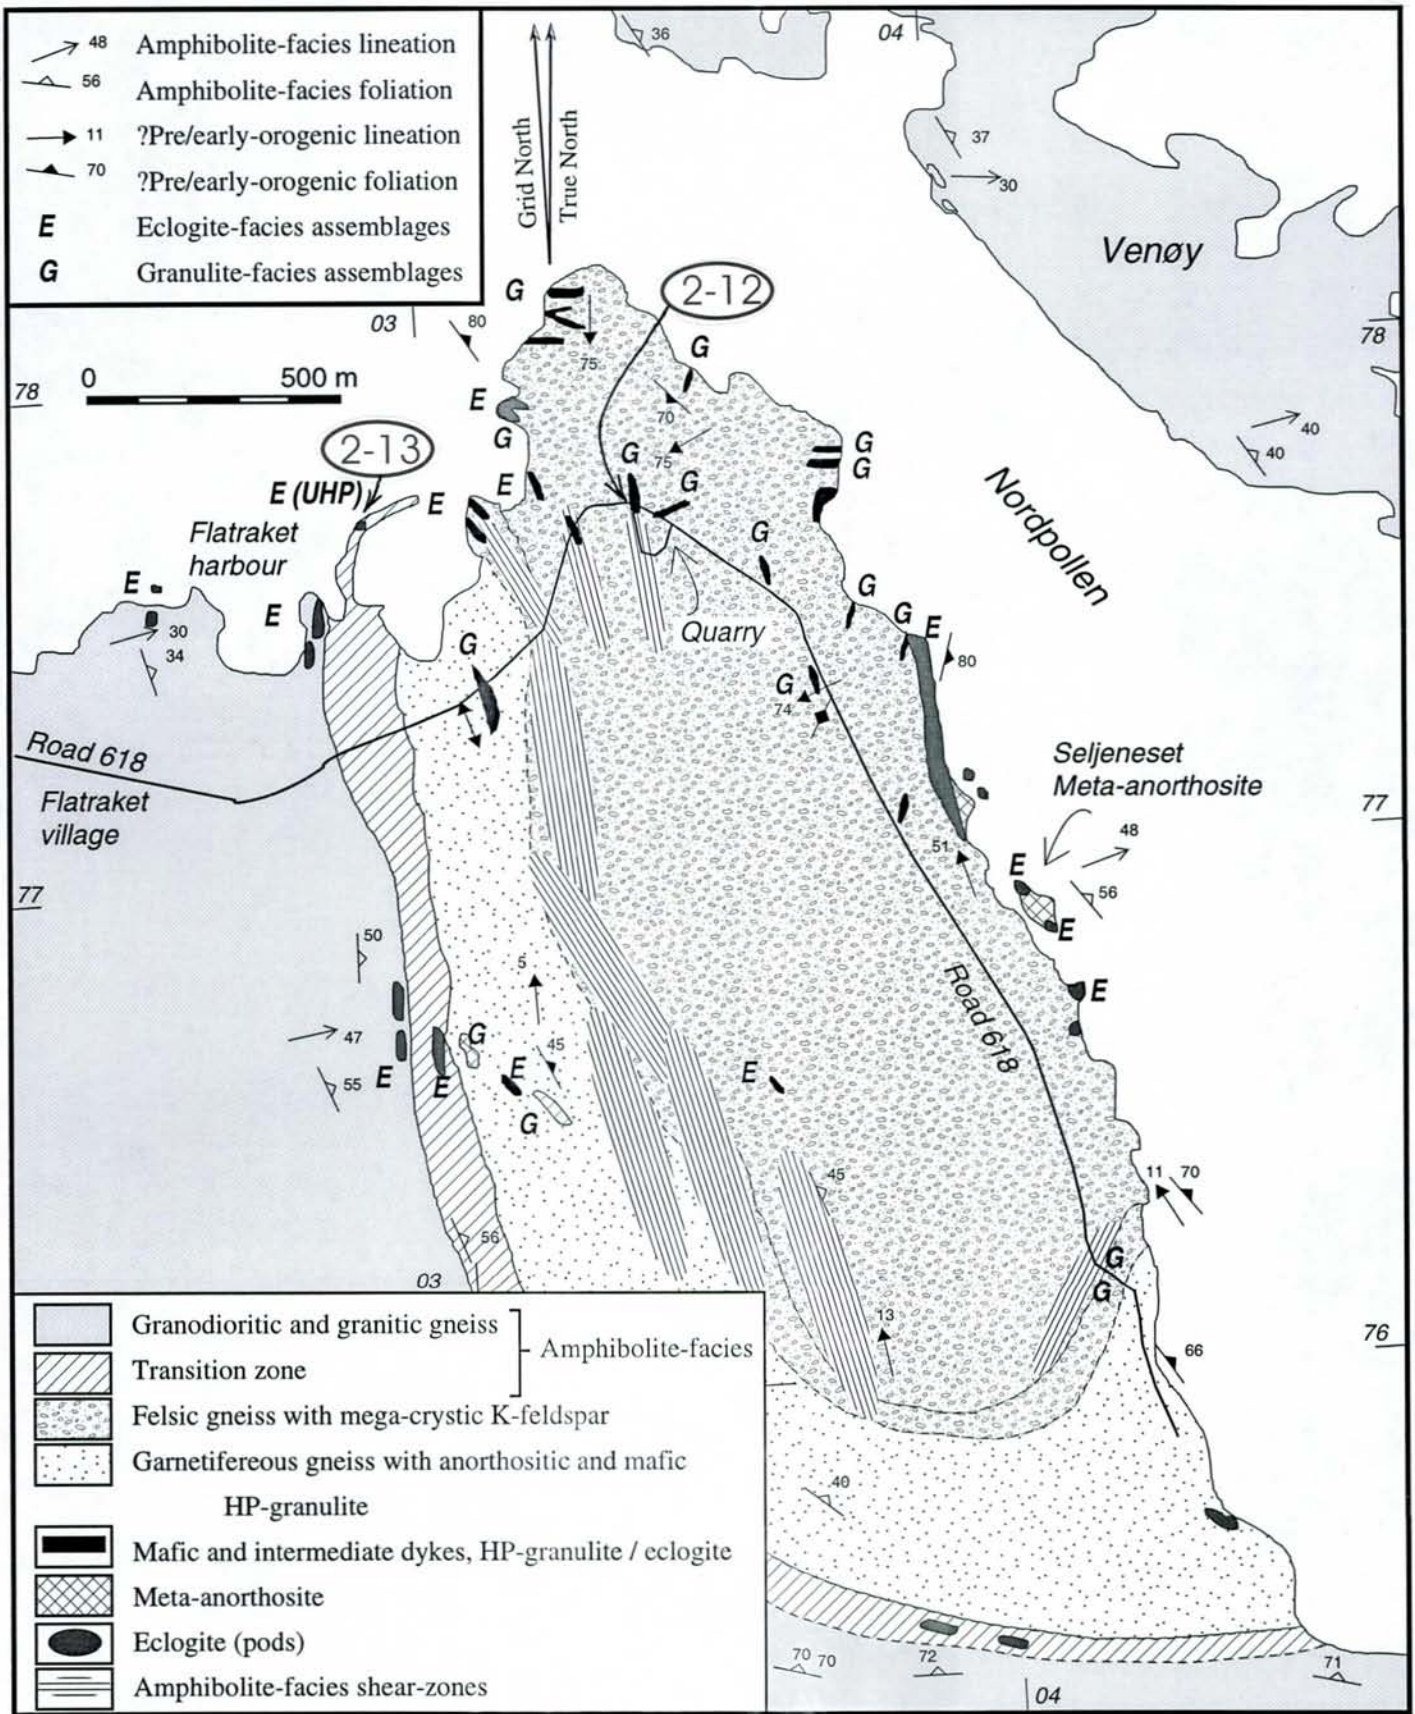 48 Amphibolite-facies lineation
56 Amphibolite-facies foliation
11 ?Pre/early-orogenic lineation
70 ?Pre/early-orogenic foliation
E Eclogite-facies assemblages
G Granulite-facies assemblages
Grid North
True North
36
04
37
30
Venøy
78
40
40
03
80
78
0 500 m
G
75
2-12
G
E
G
70
75
G
G
G
2-13
E (UHP)
E
E
G
G
Flatraket
harbour
Nordpollen
G
E
30
34
E
G
Quarry
G
G
E
80
G
74
Road 618
Flatraket
village
Seljeneset
Meta-anorthosite
77
48
51
E
56
E
77
50
5
E
Road 618
47
55
E
E
G
45
E
G
E
45
11
70
56
03
G
G
13
76
66
40
70 70
72
71
04
Granodioritic and granitic gneiss
Transition zone
Amphibolite-facies
Felsic gneiss with mega-crystic K-feldspar
Garnetifereous gneiss with anorthositic and mafic
HP-granulite
Mafic and intermediate dykes, HP-granulite / eclogite
Meta-anorthosite
Eclogite (pods)
Amphibolite-facies shear-zones